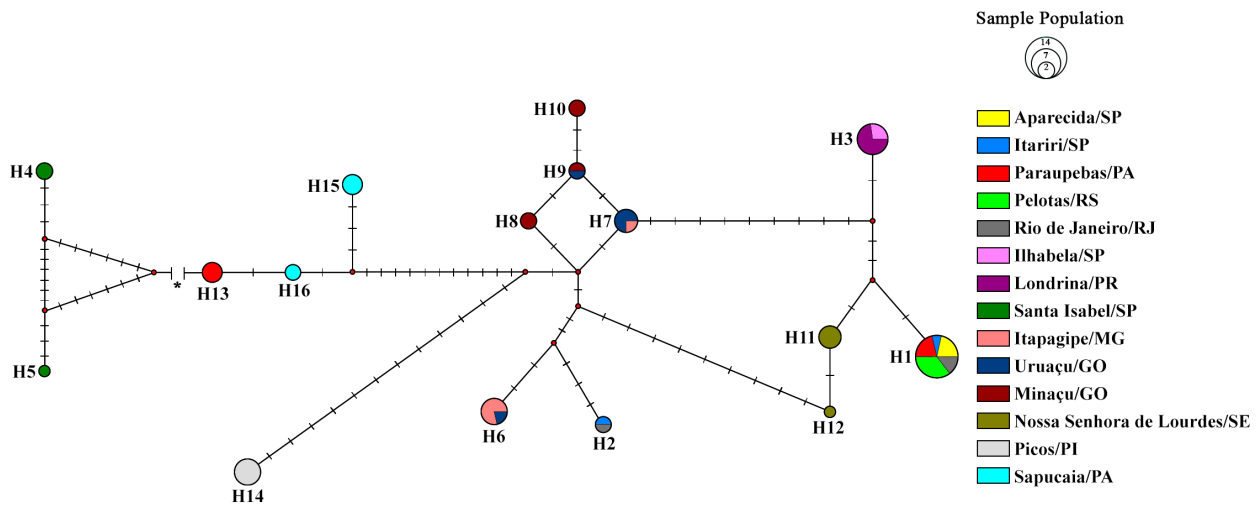 Sample Population
14
7
2
H10
H3
H4
H9
H15
H8
H7
*
H13
H16
H11
H1
H5
H12
H6
H2
H14
Aparecida/SP
Itariri/SP
Paraupebas/PA
Pelotas/RS
Rio de Janeiro/RJ
Ilhabela/SP
Londrina/PR
Santa Isabel/SP
Itapagipe/MG
Uruaçu/GO
Minaçu/GO
Nossa Senhora de Lourdes/SE
Picos/PI
Sapucaia/PA